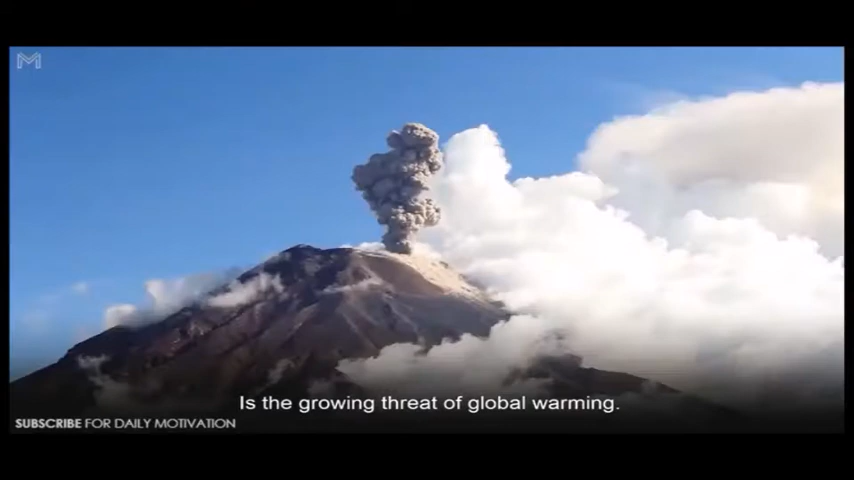 M
Is the growing threat of global warming.
SUBSCRIBE FOR DAILY MOTIVATION